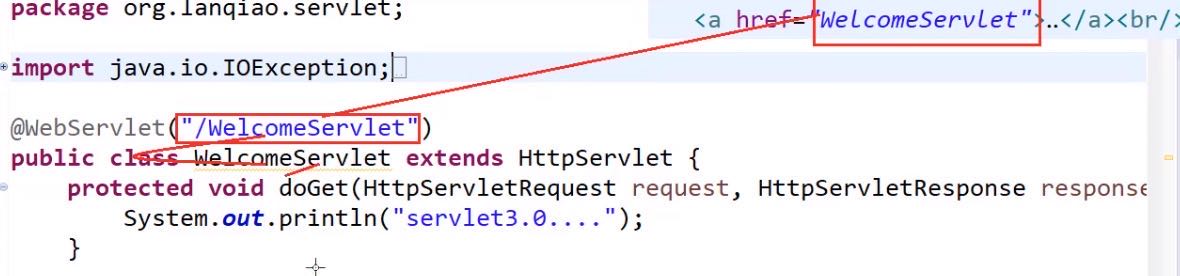 package org.lanqiao.servlet;
<a href="WelcomeServlet">..</a><br/>
import java.io.IOException;
@WebServlet("/WelcomeServlet")
public class WelcomeServlet extends HttpServlet {
protected void doGet(HttpServletRequest request, HttpServletResponse response
System.out.println("servlet3.0....");
}